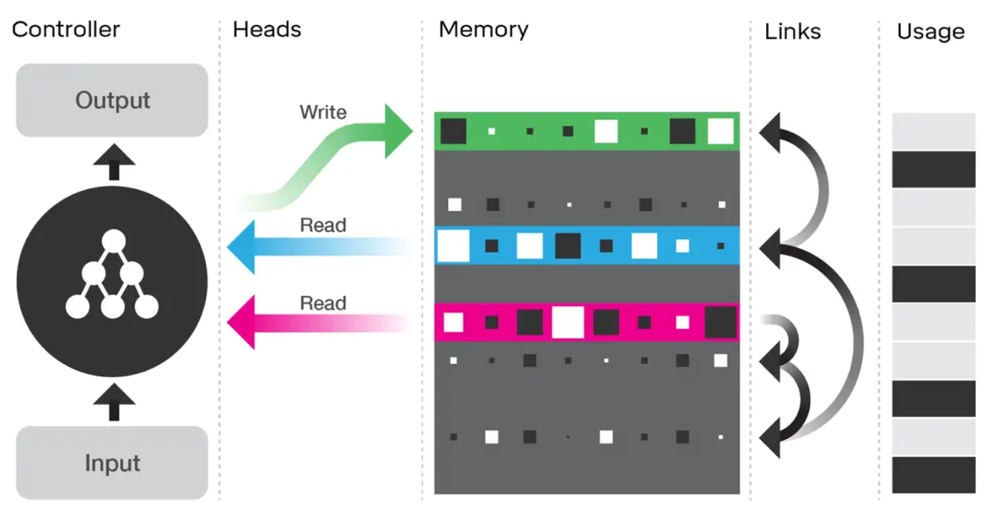 Controller
Heads
Memory
Links
Usage
Output
Write
Read
Read
Input